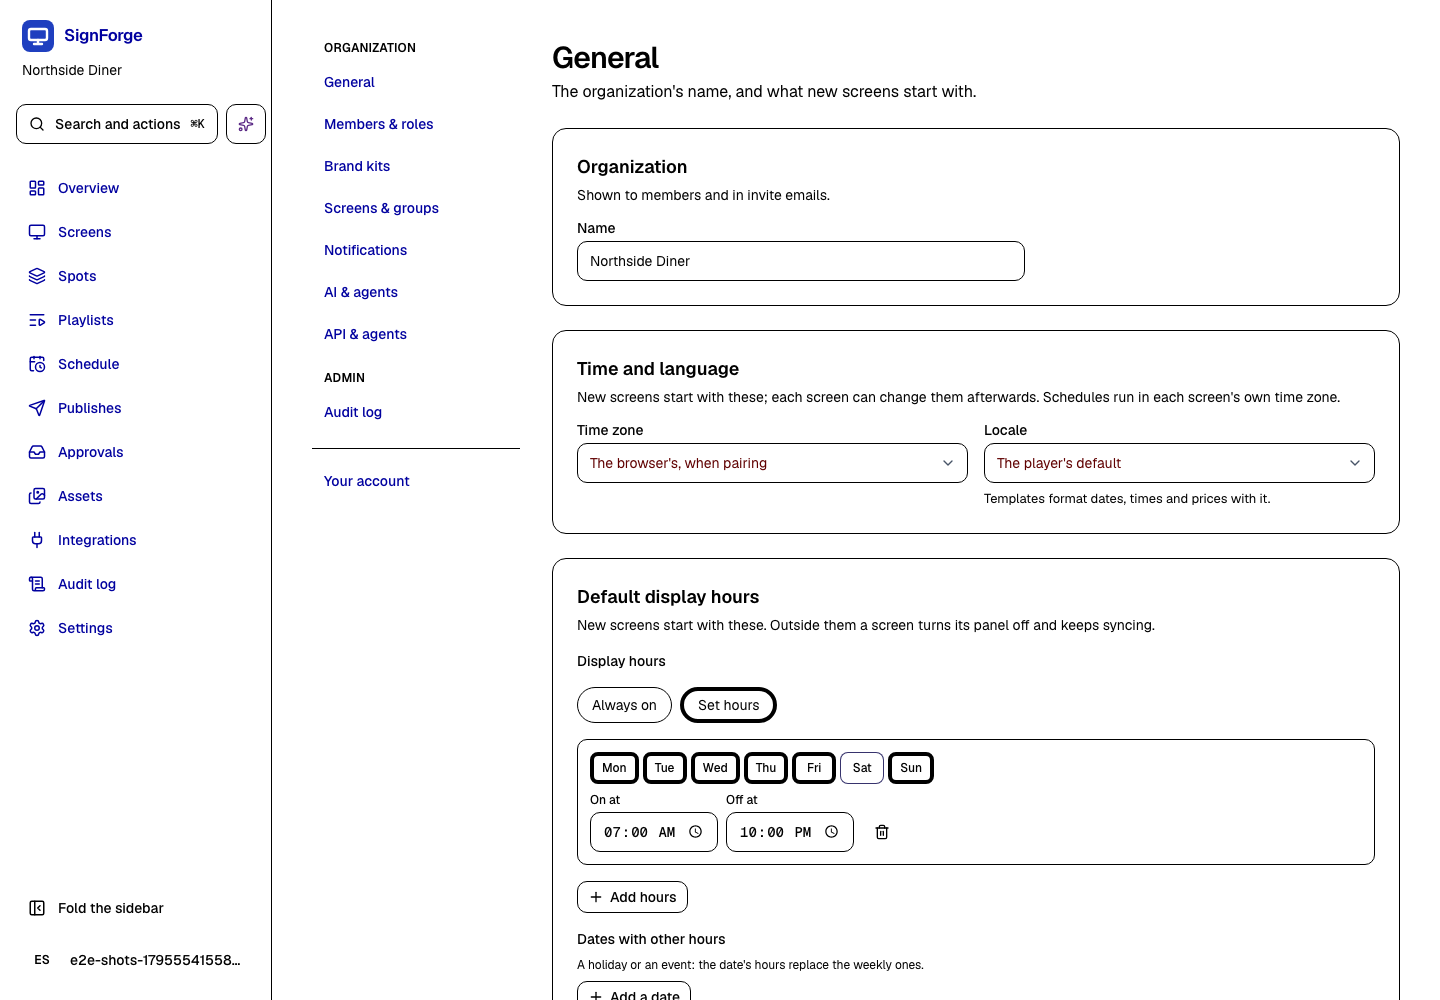 SignForge
Northside Diner
Search and actions ⌘K
Overview
Screens
Spots
Playlists
Schedule
Publishes
Approvals
Assets
Integrations
Audit log
Settings
Fold the sidebar
ES e2e-shots-17955541558...
ORGANIZATION
General
Members & roles
Brand kits
Screens & groups
Notifications
AI & agents
API & agents
ADMIN
Audit log
Your account
General
The organization's name, and what new screens start with.
Organization
Shown to members and in invite emails.
Name
Northside Diner
Time and language
New screens start with these; each screen can change them afterwards. Schedules run in each screen's own time zone.
Time zone
The browser's, when pairing
Locale
The player's default
Templates format dates, times and prices with it.
Default display hours
New screens start with these. Outside them a screen turns its panel off and keeps syncing.
Display hours
Always on Set hours
Mon Tue Wed Thu Fri Sat Sun
On at Off at
07:00 AM 10:00 PM
Add hours
Dates with other hours
A holiday or an event: the date's hours replace the weekly ones.
Add a date